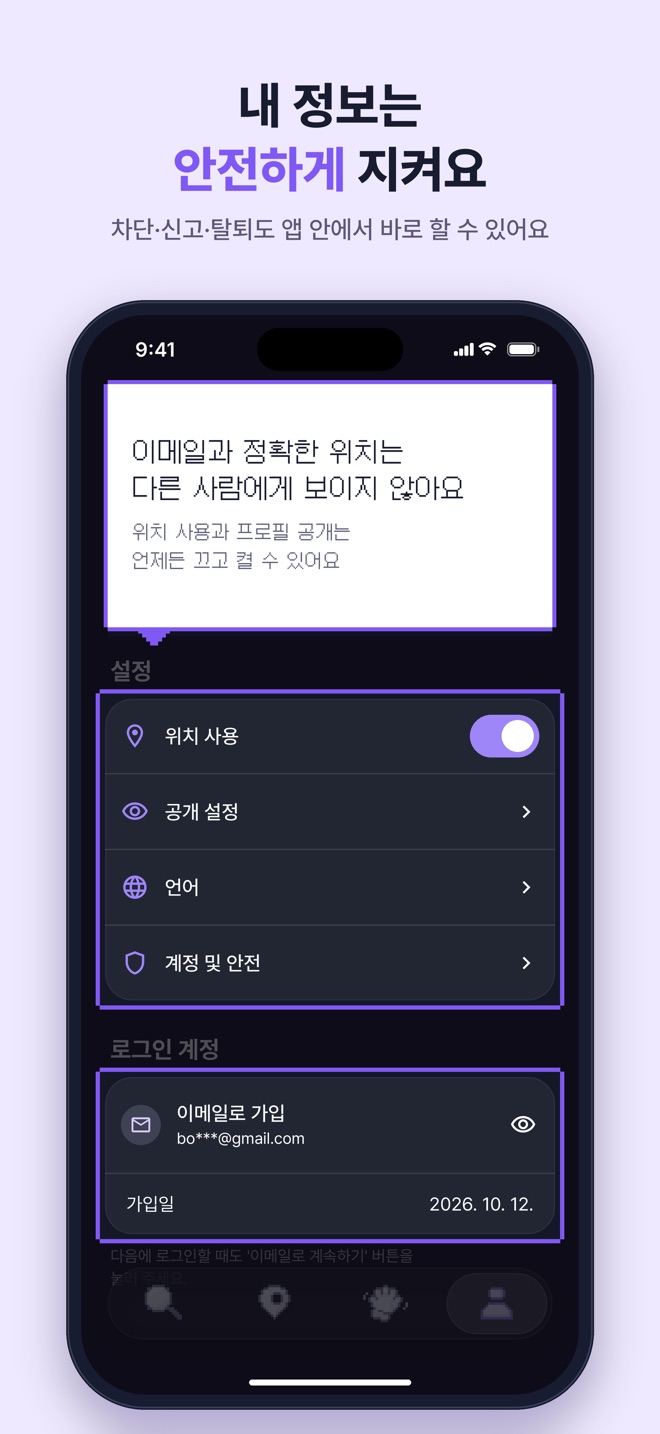 내 정보는
안전하게 지켜요
차단·신고·탈퇴도 앱 안에서 바로 할 수 있어요
9:41
이메일과 정확한 위치는
다른 사람에게 보이지 않아요
위치 사용과 프로필 공개는
언제든 끄고 켤 수 있어요
설정
위치 사용
공개 설정
언어
계정 및 안전
로그인 계정
이메일로 가입
bo***@gmail.com
가입일 2026. 10. 12.
다음에 로그인할 때도 '이메일로 계속하기' 버튼을
눌러 주세요.